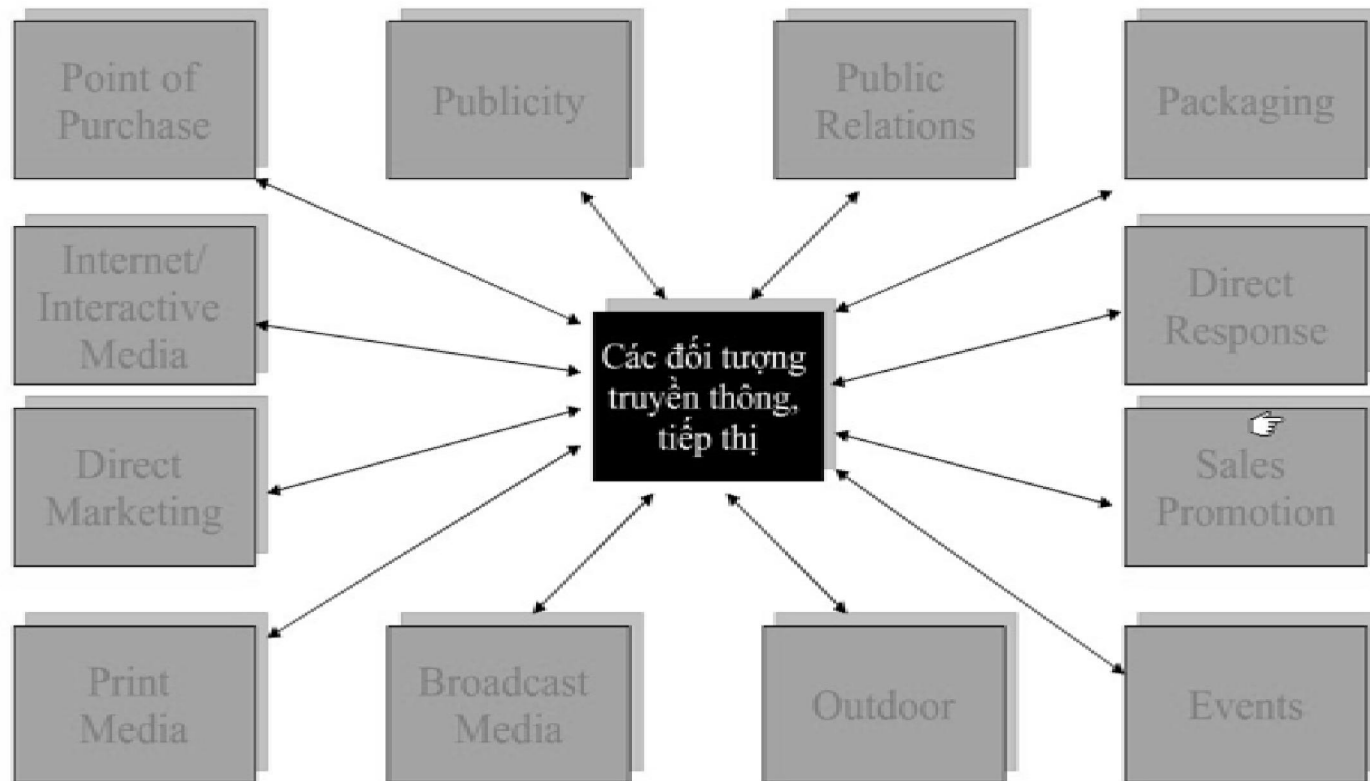 Point of
Purchase
Publicity
Public
Relations
Packaging
Internet/
Interactive
Media
Các đối tượng
truyền thông,
tiếp thị
Direct
Response
Direct
Marketing
Sales
Promotion
Print
Media
Broadcast
Media
Outdoor
Events